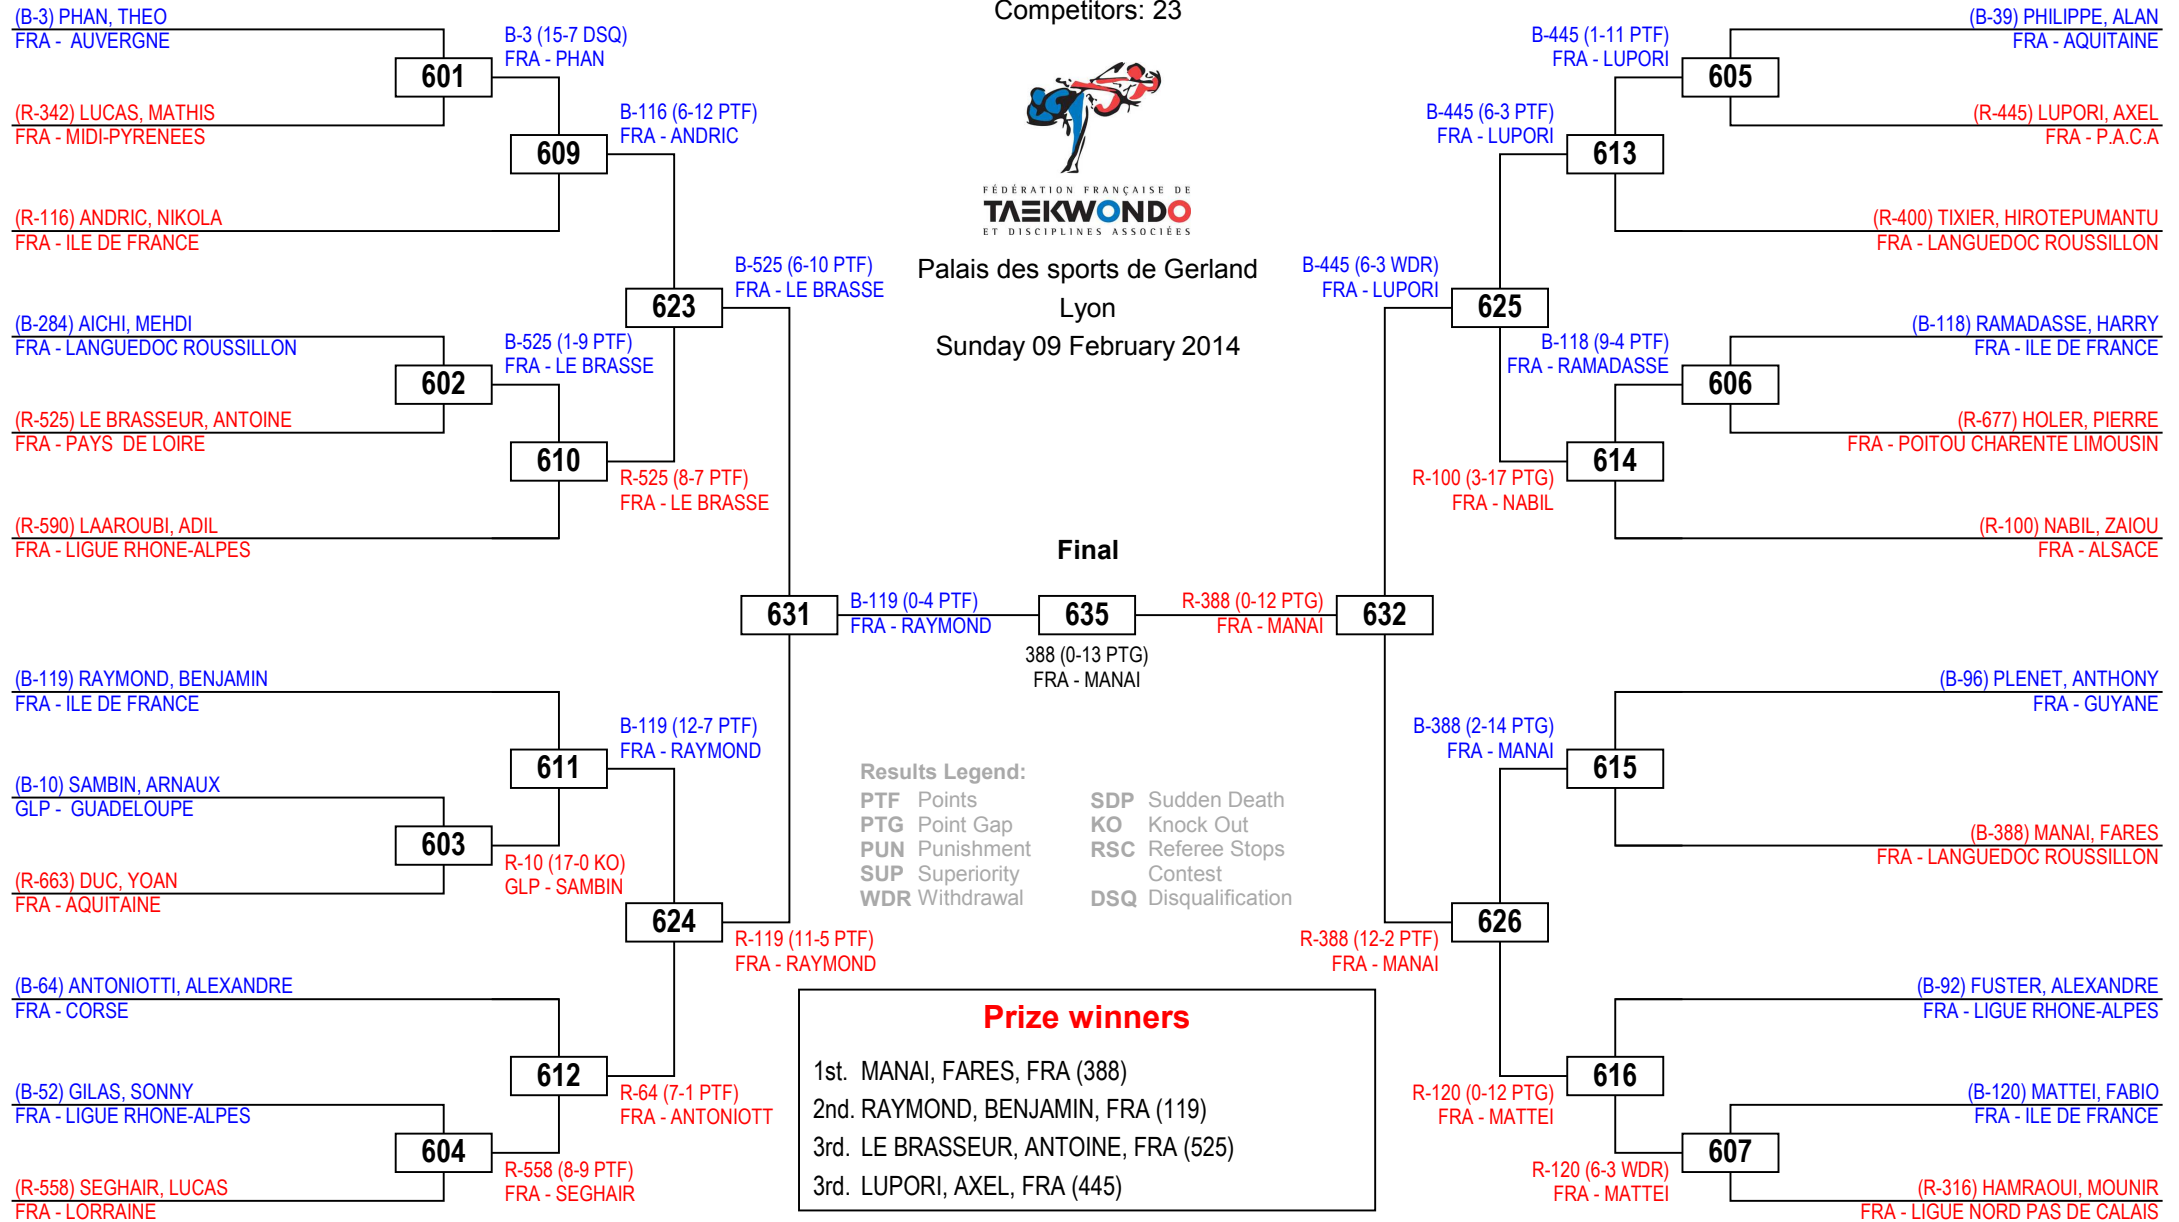 Competitors: 23
FÉDÉRATION FRANÇAISE DE
TAEKWONDO
ET DISCIPLINES ASSOCIÉES
Palais des sports de Gerland
Lyon
Sunday 09 February 2014
(B-3) PHAN, THEO
FRA - AUVERGNE
601
B-3 (15-7 DSQ)
FRA - PHAN
(R-342) LUCAS, MATHIS
FRA - MIDI-PYRENEES
609
B-116 (6-12 PTF)
FRA - ANDRIC
(R-116) ANDRIC, NIKOLA
FRA - ILE DE FRANCE
623
B-525 (6-10 PTF)
FRA - LE BRASSE
(B-284) AICHI, MEHDI
FRA - LANGUEDOC ROUSSILLON
602
B-525 (1-9 PTF)
FRA - LE BRASSE
(R-525) LE BRASSEUR, ANTOINE
FRA - PAYS  DE LOIRE
610
R-525 (8-7 PTF)
FRA - LE BRASSE
(R-590) LAAROUBI, ADIL
FRA - LIGUE RHONE-ALPES
631
B-119 (0-4 PTF)
FRA - RAYMOND
(B-119) RAYMOND, BENJAMIN
FRA - ILE DE FRANCE
611
B-119 (12-7 PTF)
FRA - RAYMOND
(B-10) SAMBIN, ARNAUX
GLP -  GUADELOUPE
603
R-10 (17-0 KO)
GLP - SAMBIN
(R-663) DUC, YOAN
FRA - AQUITAINE
624
R-119 (11-5 PTF)
FRA - RAYMOND
(B-64) ANTONIOTTI, ALEXANDRE
FRA - CORSE
612
R-64 (7-1 PTF)
FRA - ANTONIOTT
(B-52) GILAS, SONNY
FRA - LIGUE RHONE-ALPES
604
R-558 (8-9 PTF)
FRA - SEGHAIR
(R-558) SEGHAIR, LUCAS
FRA - LORRAINE
Final
635
388 (0-13 PTG)
FRA - MANAI
(B-39) PHILIPPE, ALAN
FRA - AQUITAINE
B-445 (1-11 PTF)
FRA - LUPORI
605
(R-445) LUPORI, AXEL
FRA - P.A.C.A
B-445 (6-3 PTF)
FRA - LUPORI
613
(R-400) TIXIER, HIROTEPUMANTU
FRA - LANGUEDOC ROUSSILLON
B-445 (6-3 WDR)
FRA - LUPORI
625
(B-118) RAMADASSE, HARRY
FRA - ILE DE FRANCE
B-118 (9-4 PTF)
FRA - RAMADASSE
606
(R-677) HOLER, PIERRE
FRA - POITOU CHARENTE LIMOUSIN
614
R-100 (3-17 PTG)
FRA - NABIL
(R-100) NABIL, ZAIOU
FRA - ALSACE
R-388 (0-12 PTG)
FRA - MANAI
632
(B-96) PLENET, ANTHONY
FRA - GUYANE
B-388 (2-14 PTG)
FRA - MANAI
615
(B-388) MANAI, FARES
FRA - LANGUEDOC ROUSSILLON
626
R-388 (12-2 PTF)
FRA - MANAI
(B-92) FUSTER, ALEXANDRE
FRA - LIGUE RHONE-ALPES
616
R-120 (0-12 PTG)
FRA - MATTEI
(B-120) MATTEI, FABIO
FRA - ILE DE FRANCE
607
R-120 (6-3 WDR)
FRA - MATTEI
(R-316) HAMRAOUI, MOUNIR
FRA - LIGUE NORD PAS DE CALAIS
Results Legend:
PTF Points
PTG Point Gap
PUN Punishment
SUP Superiority
WDR Withdrawal
SDP Sudden Death
KO Knock Out
RSC Referee Stops
Contest
DSQ Disqualification
Prize winners
1st. MANAI, FARES, FRA (388)
2nd. RAYMOND, BENJAMIN, FRA (119)
3rd. LE BRASSEUR, ANTOINE, FRA (525)
3rd. LUPORI, AXEL, FRA (445)